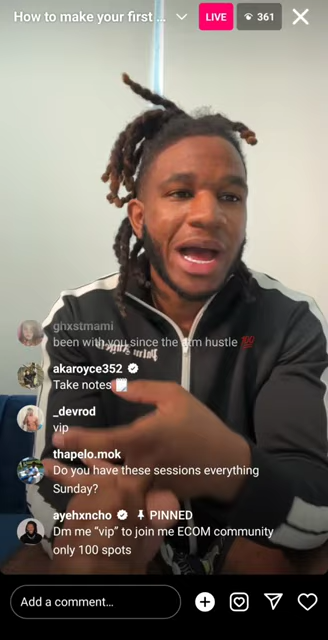 How to make your first ...
LIVE
361
ghxstmami
been with you since the atm hustle 💯
akaroyce352
Take notes
_devrod
vip
thapelo.mok
Do you have these sessions everything
Sunday?
ayehxncho PINNED
Dm me “vip” to join me ECOM community
only 100 spots
Add a comment...